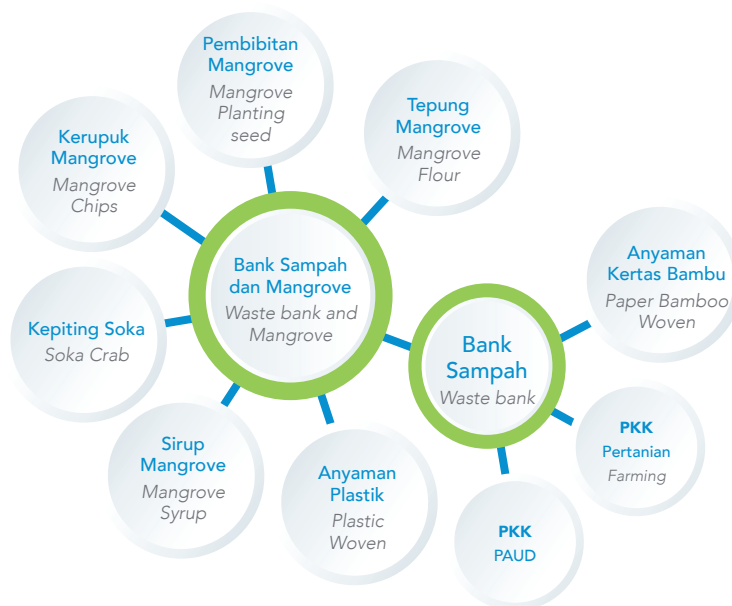 Pembibitan
Mangrove
Mangrove
Planting
seed
Tepung
Mangrove
Mangrove
Flour
Kerupuk
Mangrove
Mangrove
Chips
Bank Sampah
dan Mangrove
Waste bank and
Mangrove
Anyaman
Kertas Bambu
Paper Bamboo
Woven
Kepiting Soka
Soka Crab
Bank
Sampah
Waste bank
Sirup
Mangrove
Mangrove
Syrup
Anyaman
Plastik
Plastic
Woven
PKK
Pertanian
Farming
PKK
PAUD